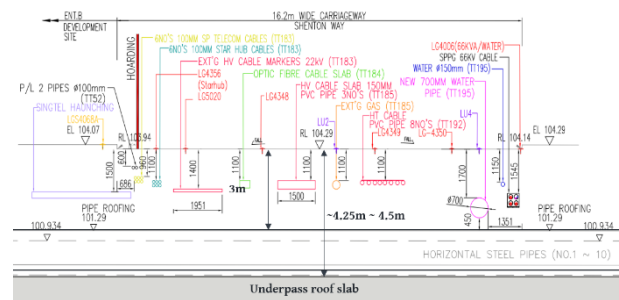 ENT.B
DEVELOPMENT
SITE
HOARDING
16.2m WIDE CARRIAGEWAY
SHENTON WAY
6NO'S 100MM SP TELECOM CABLES (TT183)
6NO'S 100MM STAR HUB CABLES (TT183)
EXT'G HV CABLE MARKERS 22kV (TT183)
LG4356
(Starhub)
LG5020
OPTIC FIBRE CABLE SLAB (TT184)
HV CABLE SLAB 150MM
PVC PIPE 3NO'S (TT185)
LG4348
EXT'G GAS (TT185)
LU2
HT CABLE
PVC PIPE 8NO'S (TT192)
LG4349
LG-4350
LG4006(66KVA/WATER)
SPPG 66KV CABLE
WATER Ø150mm (TT195)
NEW 700MM WATER
PIPE (TT195)
LU4
P/L 2 PIPES Ø100mm
(TT52)
SINGTEL HAUNCHING
LGS4068A
EL 104.07
RL 103.94
RL 104.29
RL 104.14
EL 104.29
FALL
FALL
1500
600
960
1100
1400
1100
1100
1100
1100
1700
1150
1545
686
1951
3m
1500
Ø700
450
1351
~4.25m ~ 4.5m
PIPE ROOFING
101.29
100.934
PIPE ROOFING
101.29
100.934
HORIZONTAL STEEL PIPES (NO.1 ~ 10)
Underpass roof slab